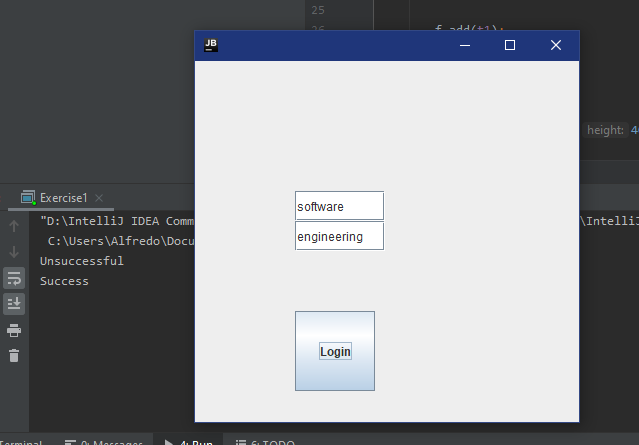 25
26
f.add(t1);
JB
height: 4
software
engineering
Login
Exercise1
"D:\IntelliJ IDEA Comm
\IntelliJ
C:\Users\Alfredo\Docu
Unsuccessful
Success
Terminal
0: Messages
4: Run
6: TODO